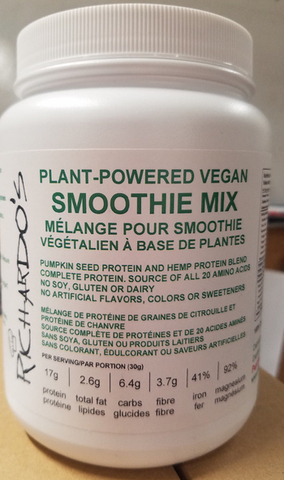 PLANT-POWERED VEGAN
SMOOTHIE MIX
MÉLANGE POUR SMOOTHIE
VÉGÉTALIEN À BASE DE PLANTES
PUMPKIN SEED PROTEIN AND HEMP PROTEIN BLEND
COMPLETE PROTEIN. SOURCE OF ALL 20 AMINO ACIDS
NO SOY, GLUTEN OR DAIRY
NO ARTIFICIAL FLAVORS, COLORS OR SWEETENERS
MÉLANGE DE PROTÉINE DE GRAINES DE CITROUILLE ET
PROTÉINE DE CHANVRE
SOURCE COMPLÈTE DE PROTÉINES ET DE 20 ACIDES AMINÉS
SANS SOYA, GLUTEN OU PRODUITS LAITIERS
SANS COLORANT, ÉDULCORANT OU SAVEURS ARTIFICIELLES
PER SERVING/PAR PORTION (30g)
17g 2.6g 6.4g 3.7g 41% 92%
protein total fat carbs fibre iron magnesium
protéine lipides glucides fibre fer magnésium
RICHARDO'S